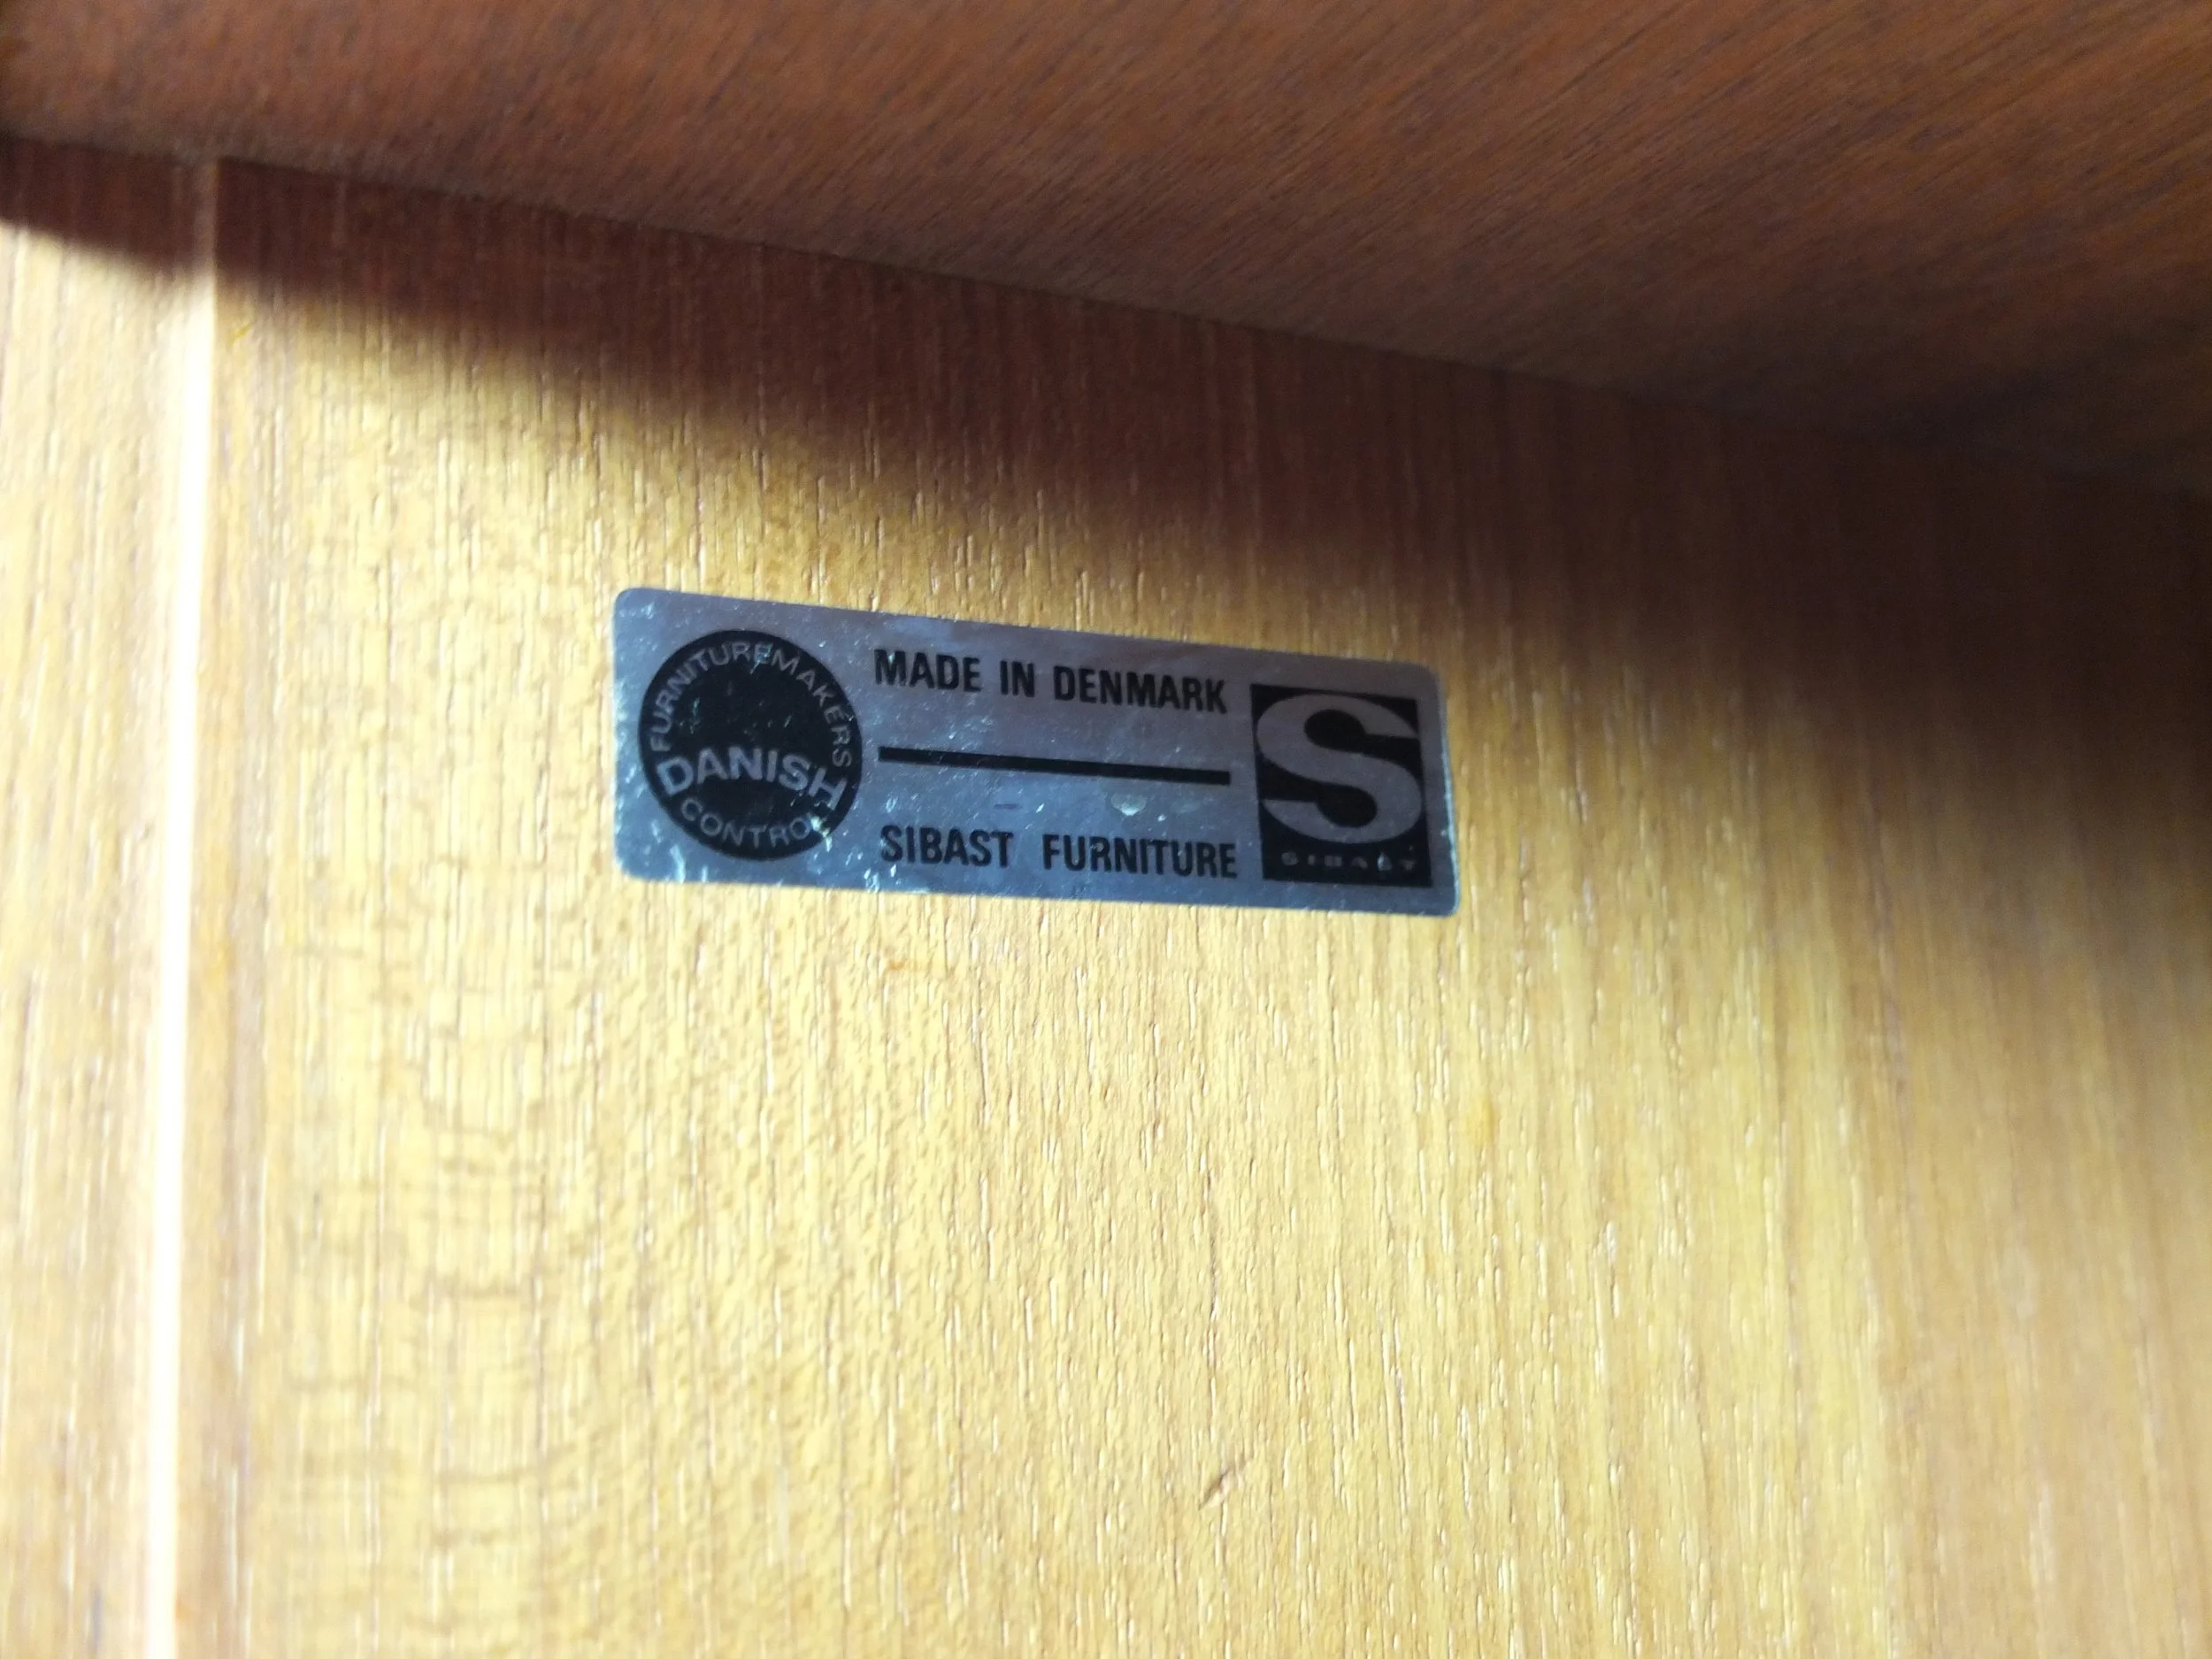 FURNITUREMAKERS
DANISH
CONTROL
MADE IN DENMARK
SIBAST FURNITURE
S
SIBAST